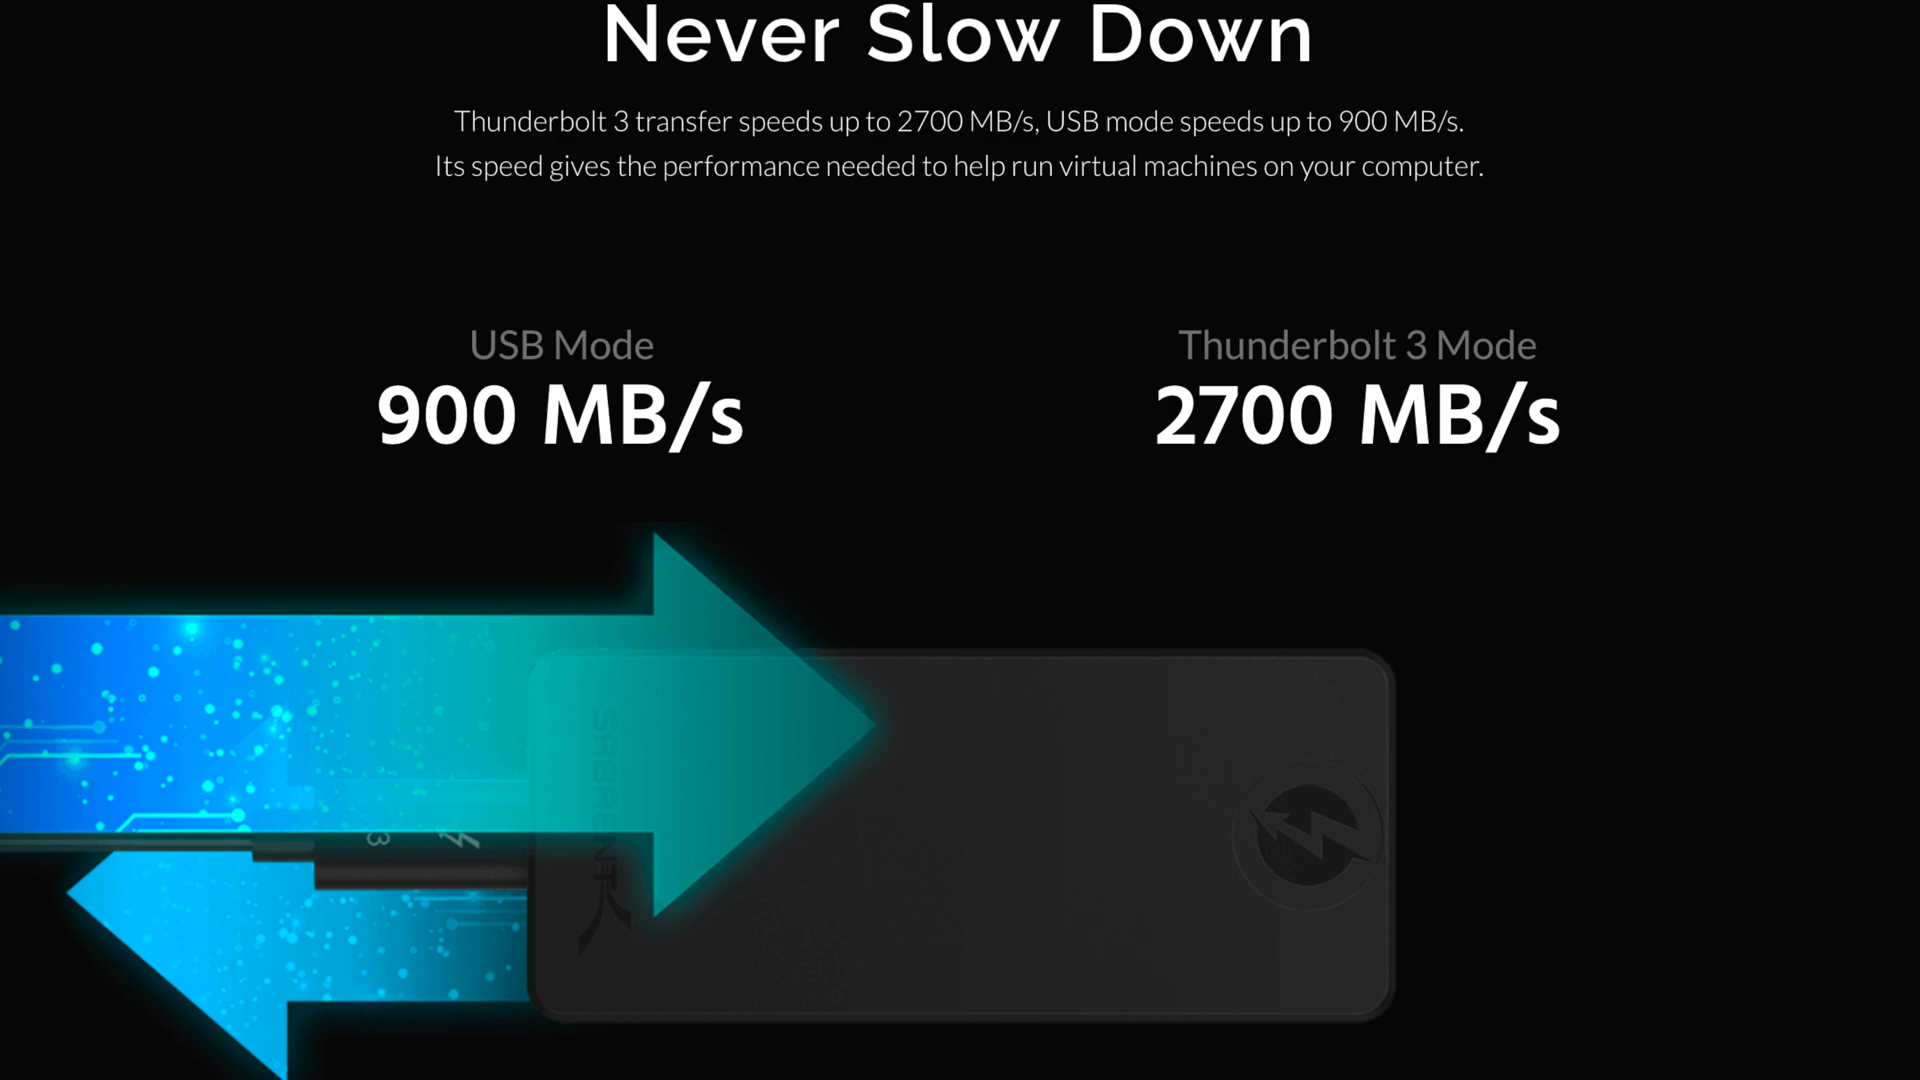 Never Slow Down
Thunderbolt 3 transfer speeds up to 2700 MB/s, USB mode speeds up to 900 MB/s.
Its speed gives the performance needed to help run virtual machines on your computer.
USB Mode
900 MB/s
Thunderbolt 3 Mode
2700 MB/s
3
SABRENT